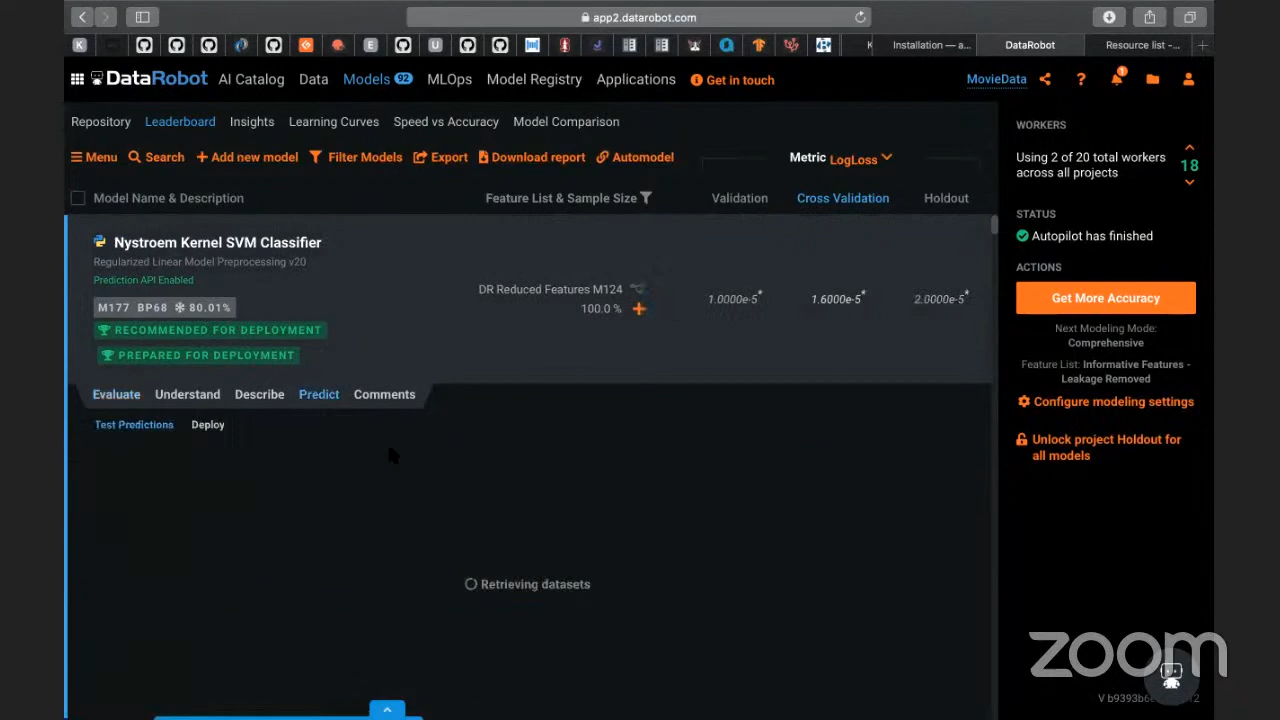 app2.datarobot.com
K
E
U
J
K
Installation — a...
DataRobot
Resource list -...
DataRobot
AI Catalog
Data
Models 92
MLOps
Model Registry
Applications
Get in touch
MovieData
?
1
Repository
Leaderboard
Insights
Learning Curves
Speed vs Accuracy
Model Comparison
Menu
Search
Add new model
Filter Models
Export
Download report
Automodel
Metric LogLoss
Model Name & Description
Feature List & Sample Size
Validation
Cross Validation
Holdout
Nystroem Kernel SVM Classifier
Regularized Linear Model Preprocessing v20
Prediction API Enabled
M177 BP68 80.01%
RECOMMENDED FOR DEPLOYMENT
PREPARED FOR DEPLOYMENT
DR Reduced Features M124
100.0 %
1.0000e-5*
1.6000e-5*
2.0000e-5*
Evaluate
Understand
Describe
Predict
Comments
Test Predictions
Deploy
Retrieving datasets
WORKERS
Using 2 of 20 total workers
across all projects
18
STATUS
Autopilot has finished
ACTIONS
Get More Accuracy
Next Modeling Mode:
Comprehensive
Feature List: Informative Features -
Leakage Removed
Configure modeling settings
Unlock project Holdout for
all models
zoom